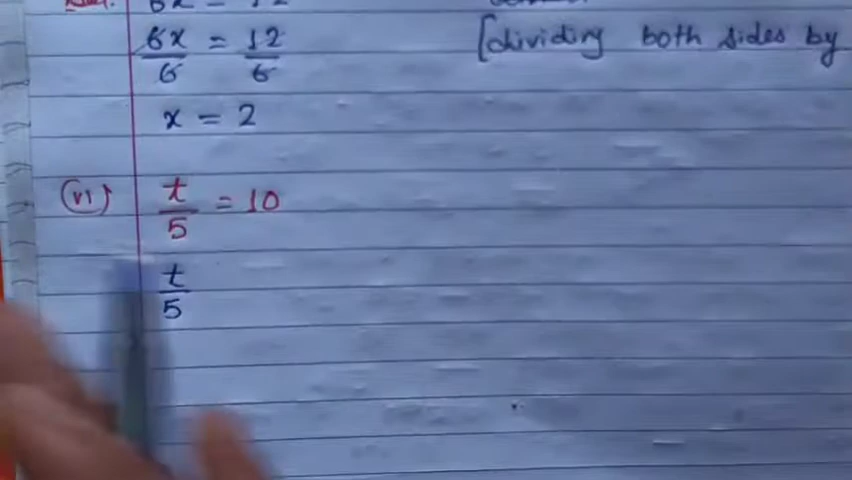 6x/6 = 12/6 [dividing both sides by
x = 2
(vi) t/5 = 10
t/5